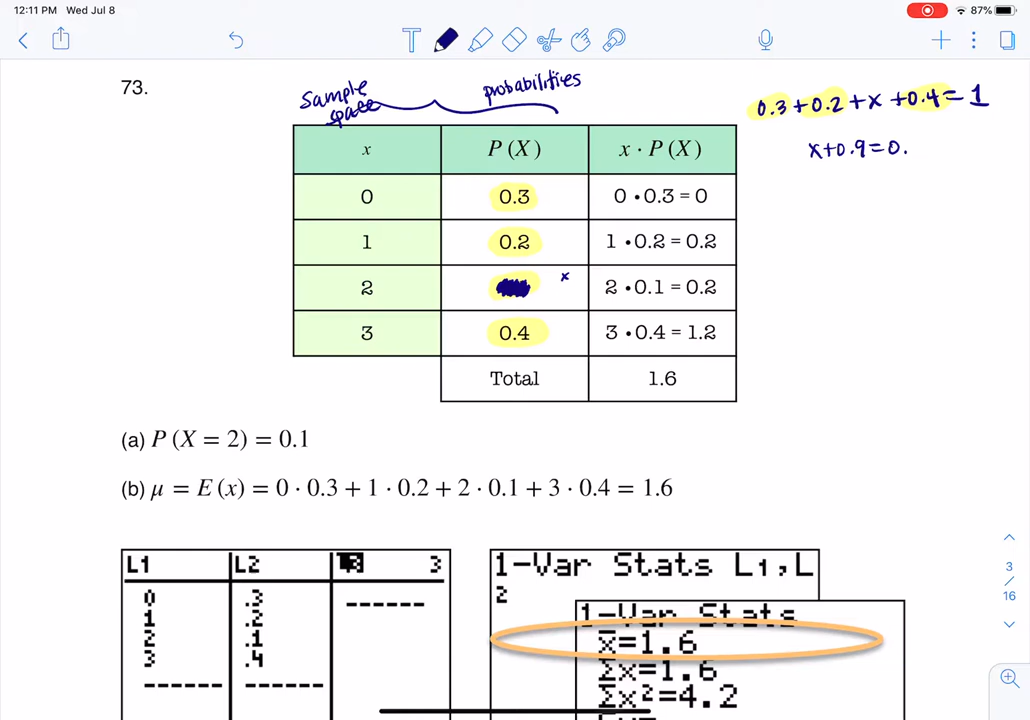 12:11 PM Wed Jul 8
87%
T
73.
Sample space
probabilities
0.3 + 0.2 + x + 0.4 = 1
x + 0.9 = 0.
x P (X) x · P (X)
0 0.3 0 • 0.3 = 0
1 0.2 1 • 0.2 = 0.2
2 x 2 • 0.1 = 0.2
3 0.4 3 • 0.4 = 1.2
Total 1.6
(a) P (X = 2) = 0.1
(b) μ = E (x) = 0 · 0.3 + 1 · 0.2 + 2 · 0.1 + 3 · 0.4 = 1.6
L1 L2 3
0 .3 ------
1 .2
2 .1
3 .4
------ ------
1-Var Stats L1,L
2
1-Var Stats
x̄=1.6
Σx=1.6
Σx²=4.2
3
/
16